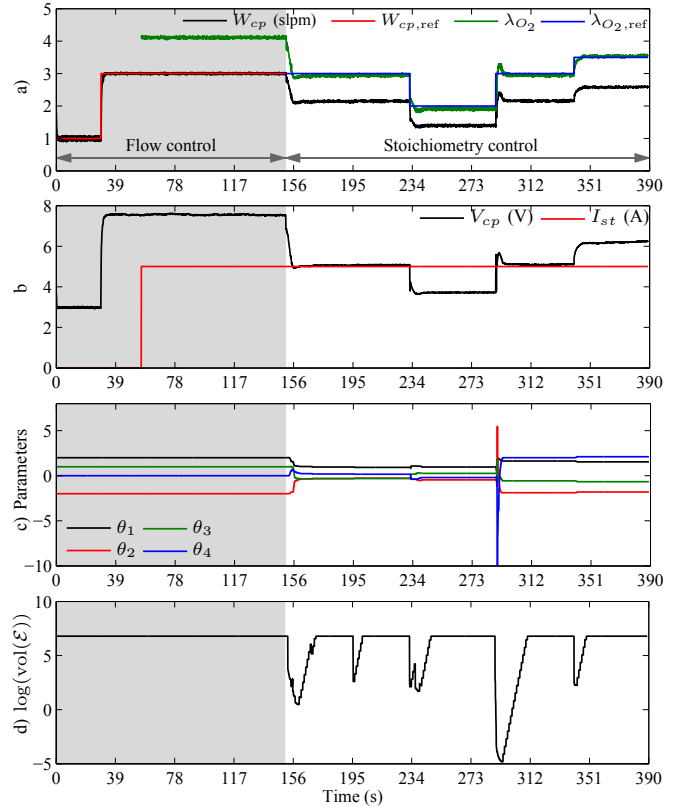 W_cp (slpm) W_cp,ref λ_O2 λ_O2,ref
5
4
3
2
1
0
a)
Flow control
Stoichiometry control
0 39 78 117 156 195 234 273 312 351 390
V_cp (V) I_st (A)
8
6
4
2
0
b
0 39 78 117 156 195 234 273 312 351 390
5
0
−5
−10
c) Parameters
θ1 θ3
θ2 θ4
0 39 78 117 156 195 234 273 312 351 390
10
5
0
−5
d) log(vol(ℰ))
0 39 78 117 156 195 234 273 312 351 390
Time (s)